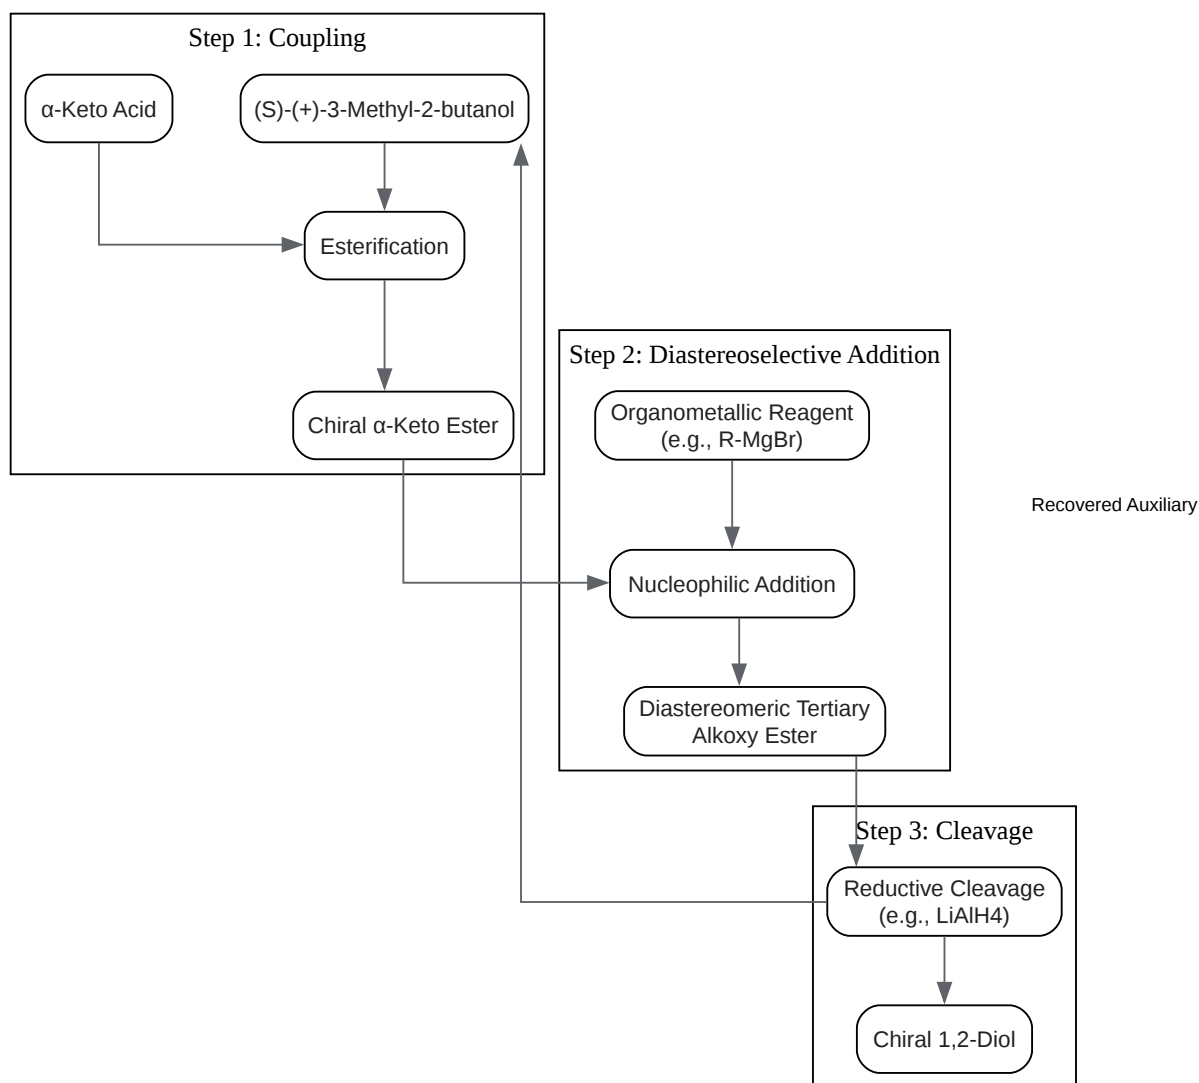 Step 1: Coupling
α-Keto Acid
(S)-(+)-3-Methyl-2-butanol
Esterification
Chiral α-Keto Ester
Step 2: Diastereoselective Addition
Organometallic Reagent
(e.g., R-MgBr)
Recovered Auxiliary
Nucleophilic Addition
Diastereomeric Tertiary
Alkoxy Ester
Step 3: Cleavage
Reductive Cleavage
(e.g., LiAlH4)
Chiral 1,2-Diol